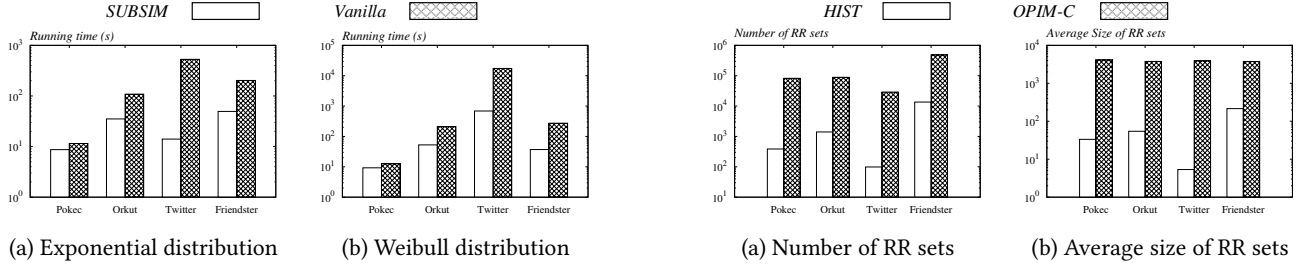 SUBSIM Vanilla
Running time (s)
10^3
10^2
10^1
10^0
Pokec Orkut Twitter Friendster
(a) Exponential distribution
Running time (s)
10^5
10^4
10^3
10^2
10^1
10^0
Pokec Orkut Twitter Friendster
(b) Weibull distribution
HIST OPIM-C
Number of RR sets
10^6
10^5
10^4
10^3
10^2
10^1
Pokec Orkut Twitter Friendster
(a) Number of RR sets
Average Size of RR sets
10^4
10^3
10^2
10^1
10^0
Pokec Orkut Twitter Friendster
(b) Average size of RR sets